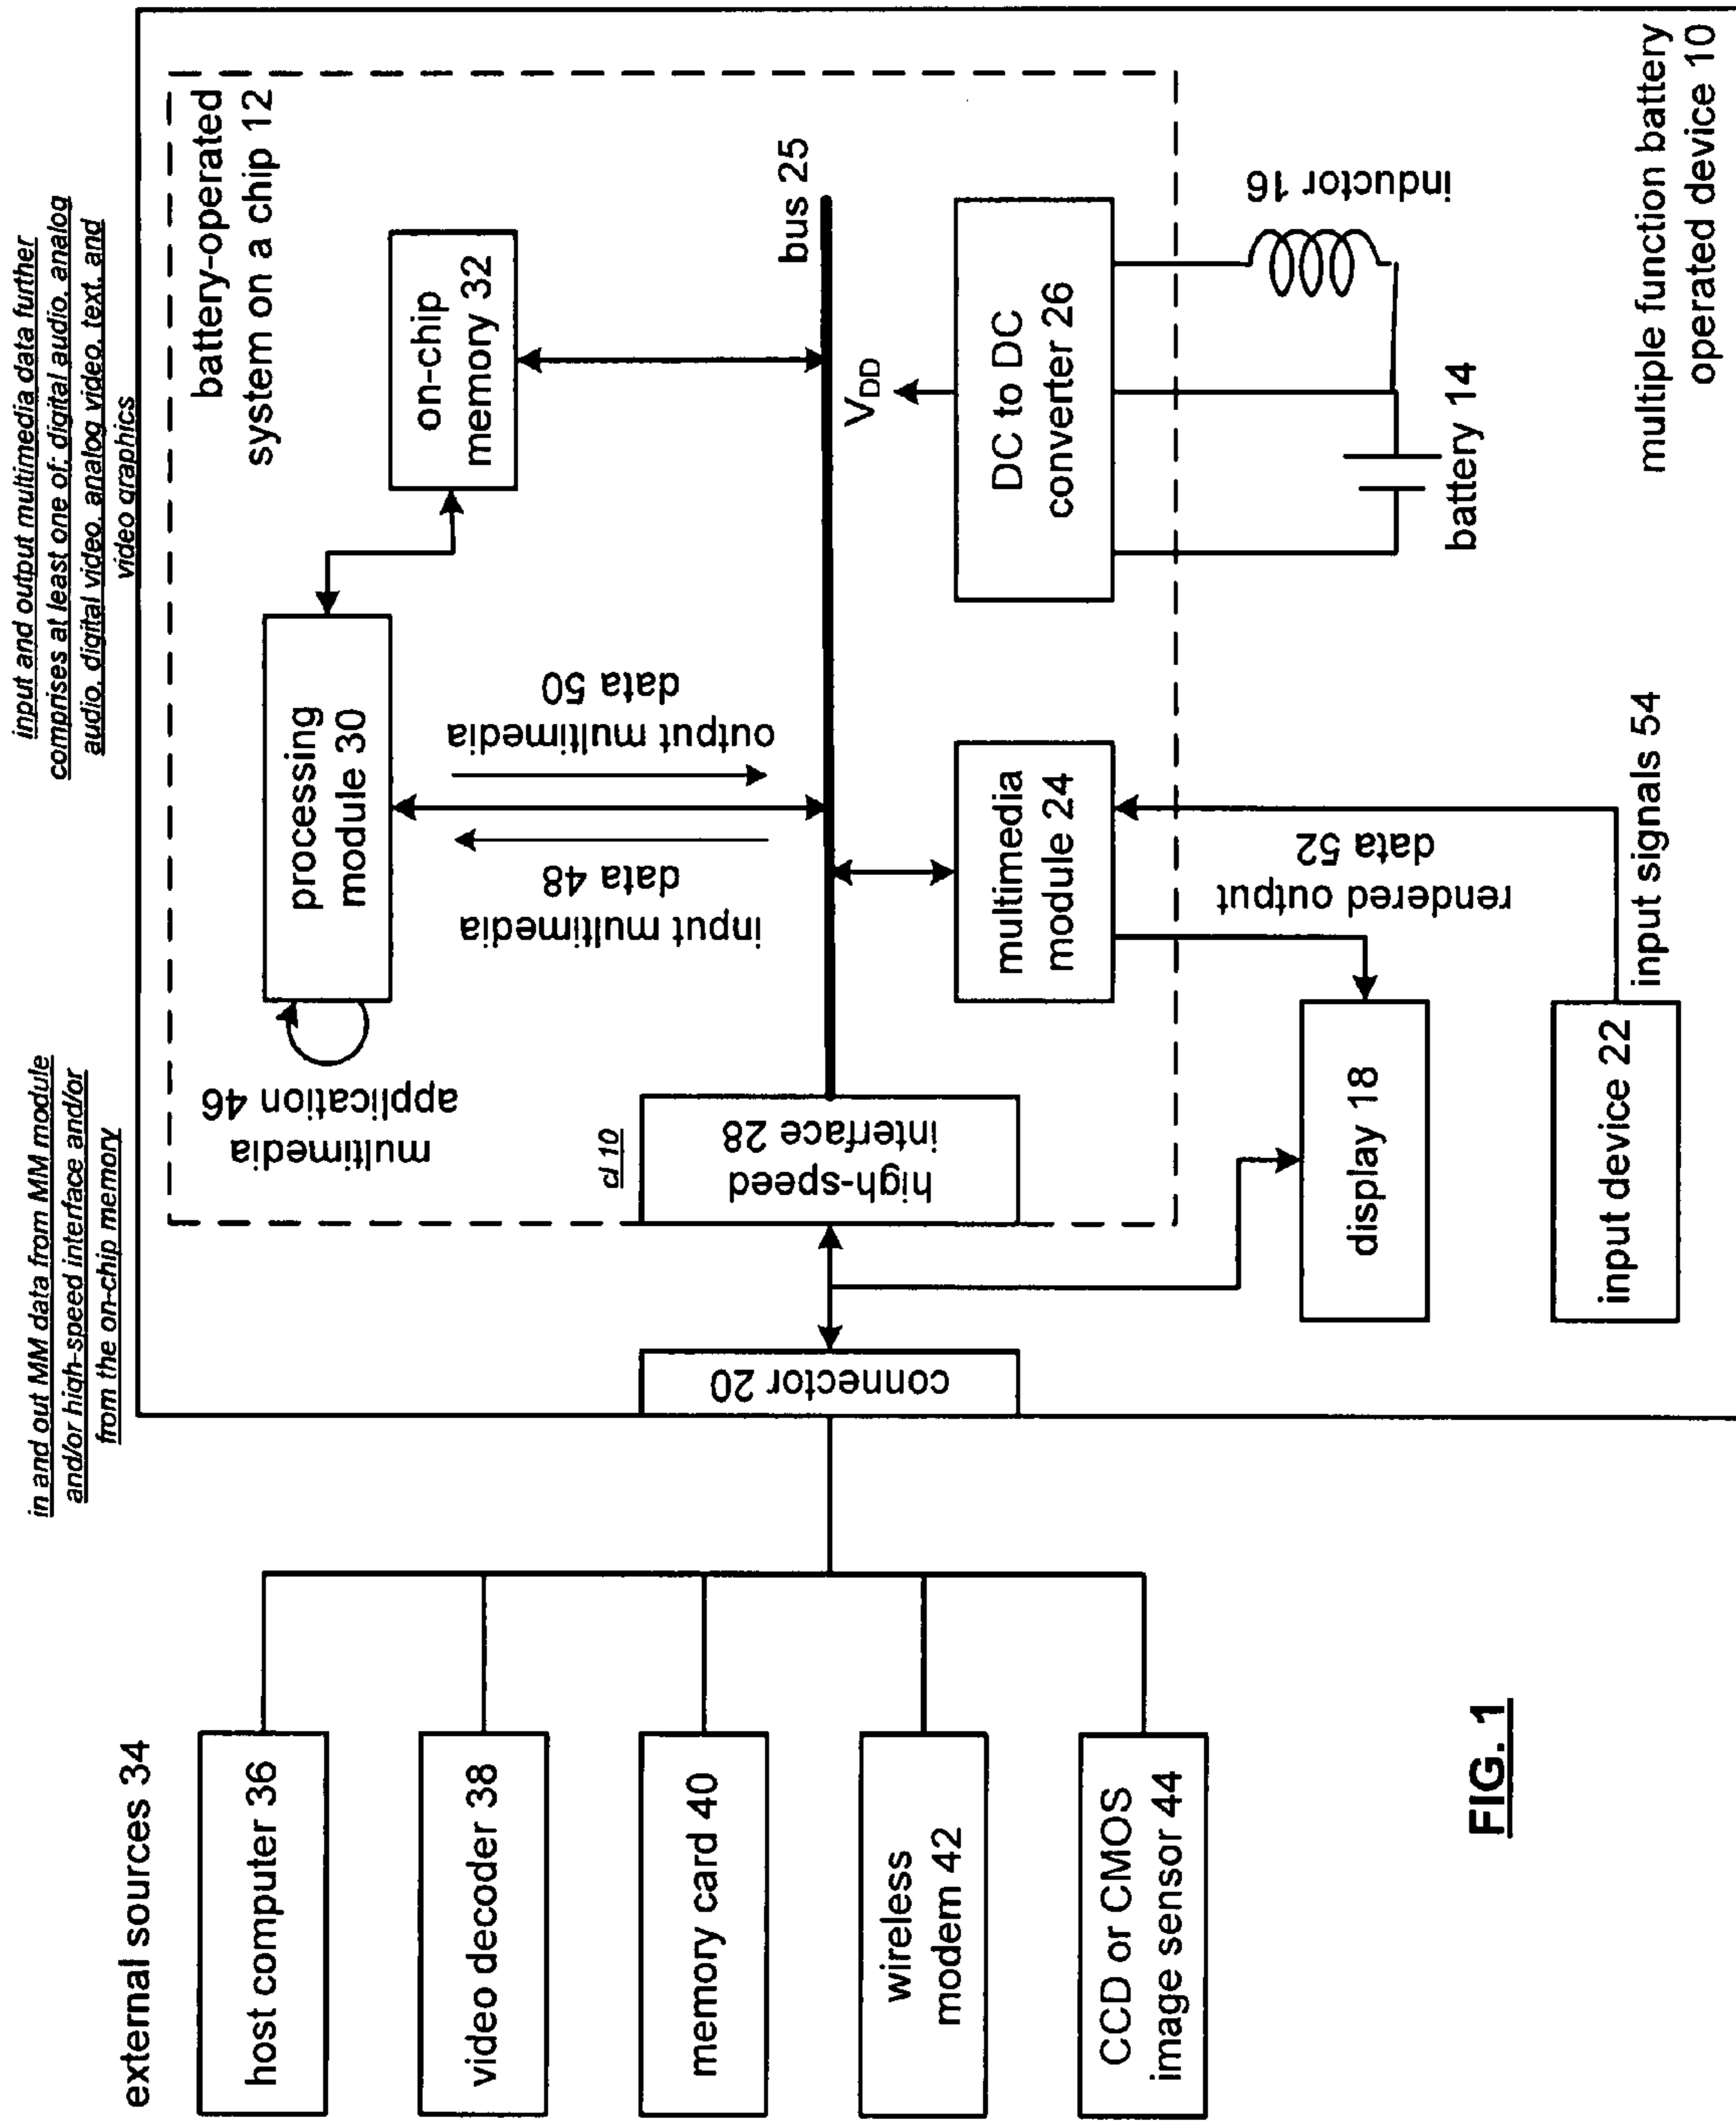 in and out MM data from MM module
and/or high-speed interface and/or
from the on-chip memory
input and output multimedia data further
comprises at least one of: digital audio, analog
audio, digital video, analog video, text, and
video graphics
external sources 34
host computer 36
video decoder 38
memory card 40
wireless
modem 42
CCD or CMOS
image sensor 44
connector 20
cl 10
high-speed
interface 28
multimedia
application 46
processing
module 30
on-chip
memory 32
battery-operated
system on a chip 12
input multimedia
data 48
output multimedia
data 50
bus 25
multimedia
module 24
VDD
DC to DC
converter 26
rendered output
data 52
inductor 16
battery 14
display 18
input device 22
input signals 54
multiple function battery
operated device 10
FIG. 1